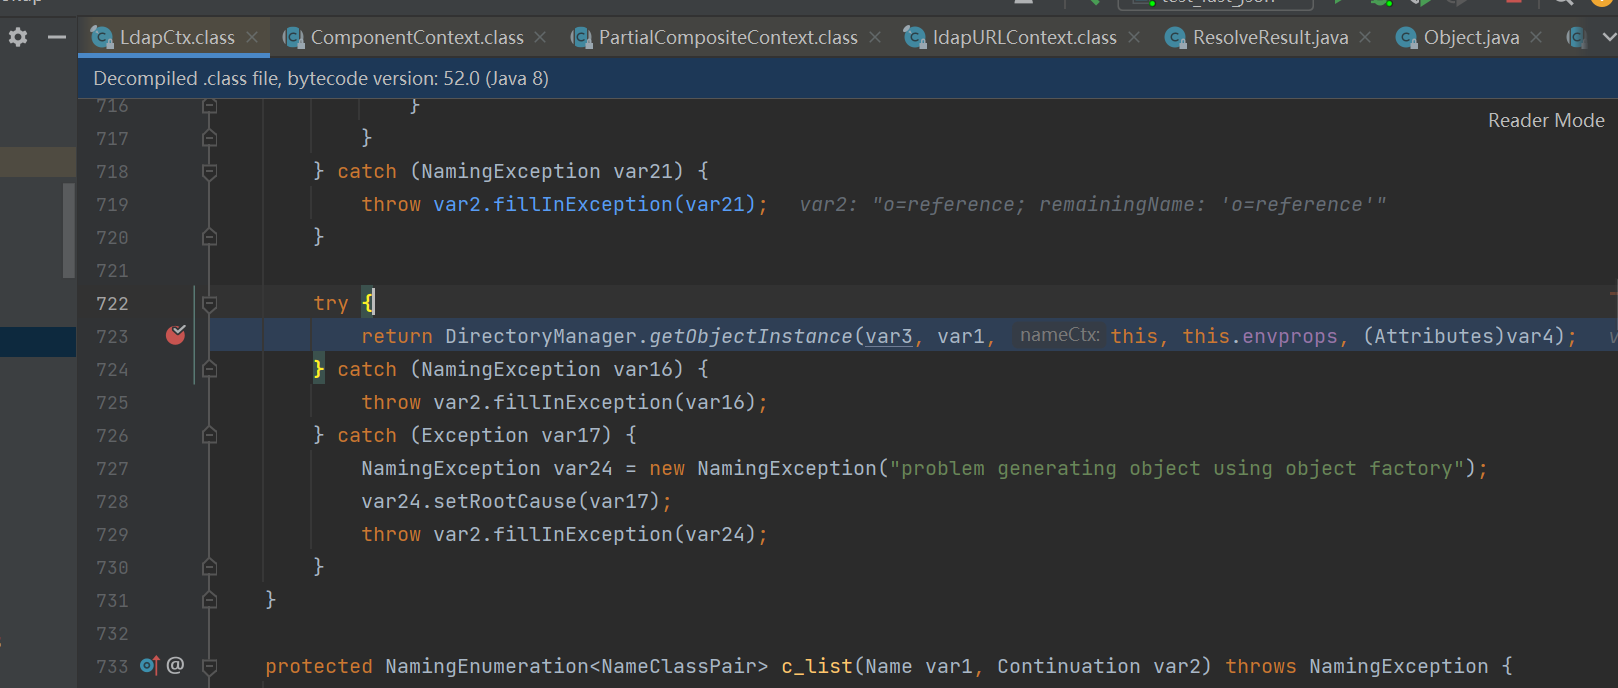 LdapCtx.class ComponentContext.class PartialCompositeContext.class ldapURLContext.class ResolveResult.java Object.java
Decompiled .class file, bytecode version: 52.0 (Java 8)
Reader Mode
716 }
717 }
718 } catch (NamingException var21) {
719 throw var2.fillInException(var21); var2: "o=reference; remainingName: 'o=reference'"
720 }
721
722 try {
723 return DirectoryManager.getObjectInstance(var3, var1, nameCtx: this, this.envprops, (Attributes)var4);
724 } catch (NamingException var16) {
725 throw var2.fillInException(var16);
726 } catch (Exception var17) {
727 NamingException var24 = new NamingException("problem generating object using object factory");
728 var24.setRootCause(var17);
729 throw var2.fillInException(var24);
730 }
731 }
732
733 @ protected NamingEnumeration<NameClassPair> c_list(Name var1, Continuation var2) throws NamingException {